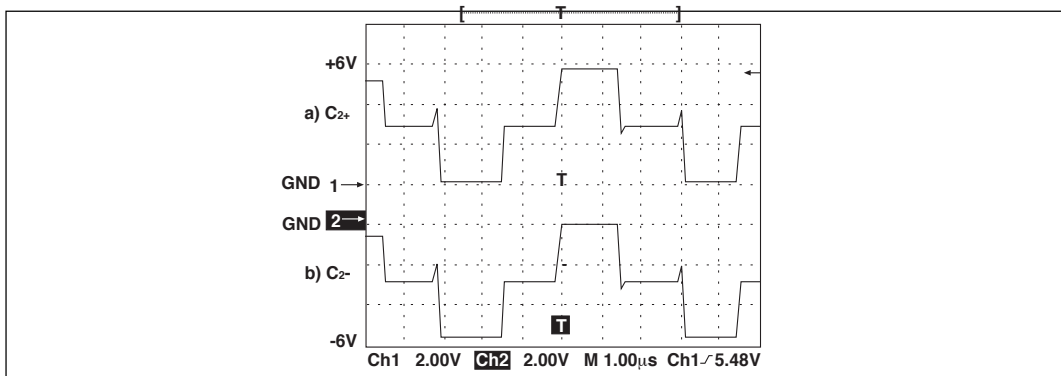 [ T ]
+6V
a) C2+
GND 1
T
GND 2
b) C2-
T
-6V
Ch1 2.00V Ch2 2.00V M 1.00µs Ch1 5.48V